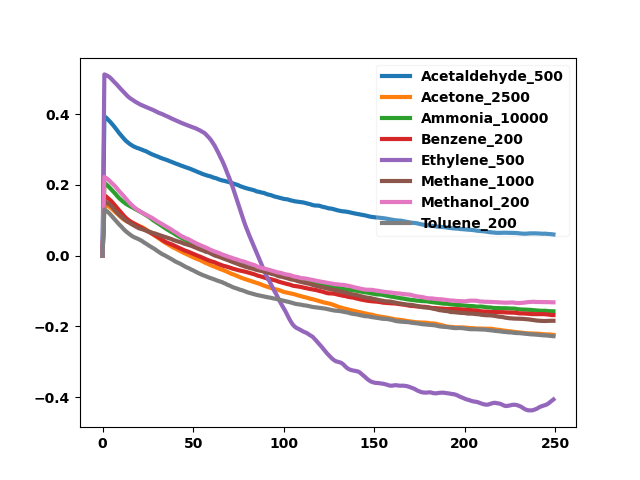 0.4
0.2
0.0
−0.2
−0.4
0
50
100
150
200
250
Acetaldehyde_500
Acetone_2500
Ammonia_10000
Benzene_200
Ethylene_500
Methane_1000
Methanol_200
Toluene_200